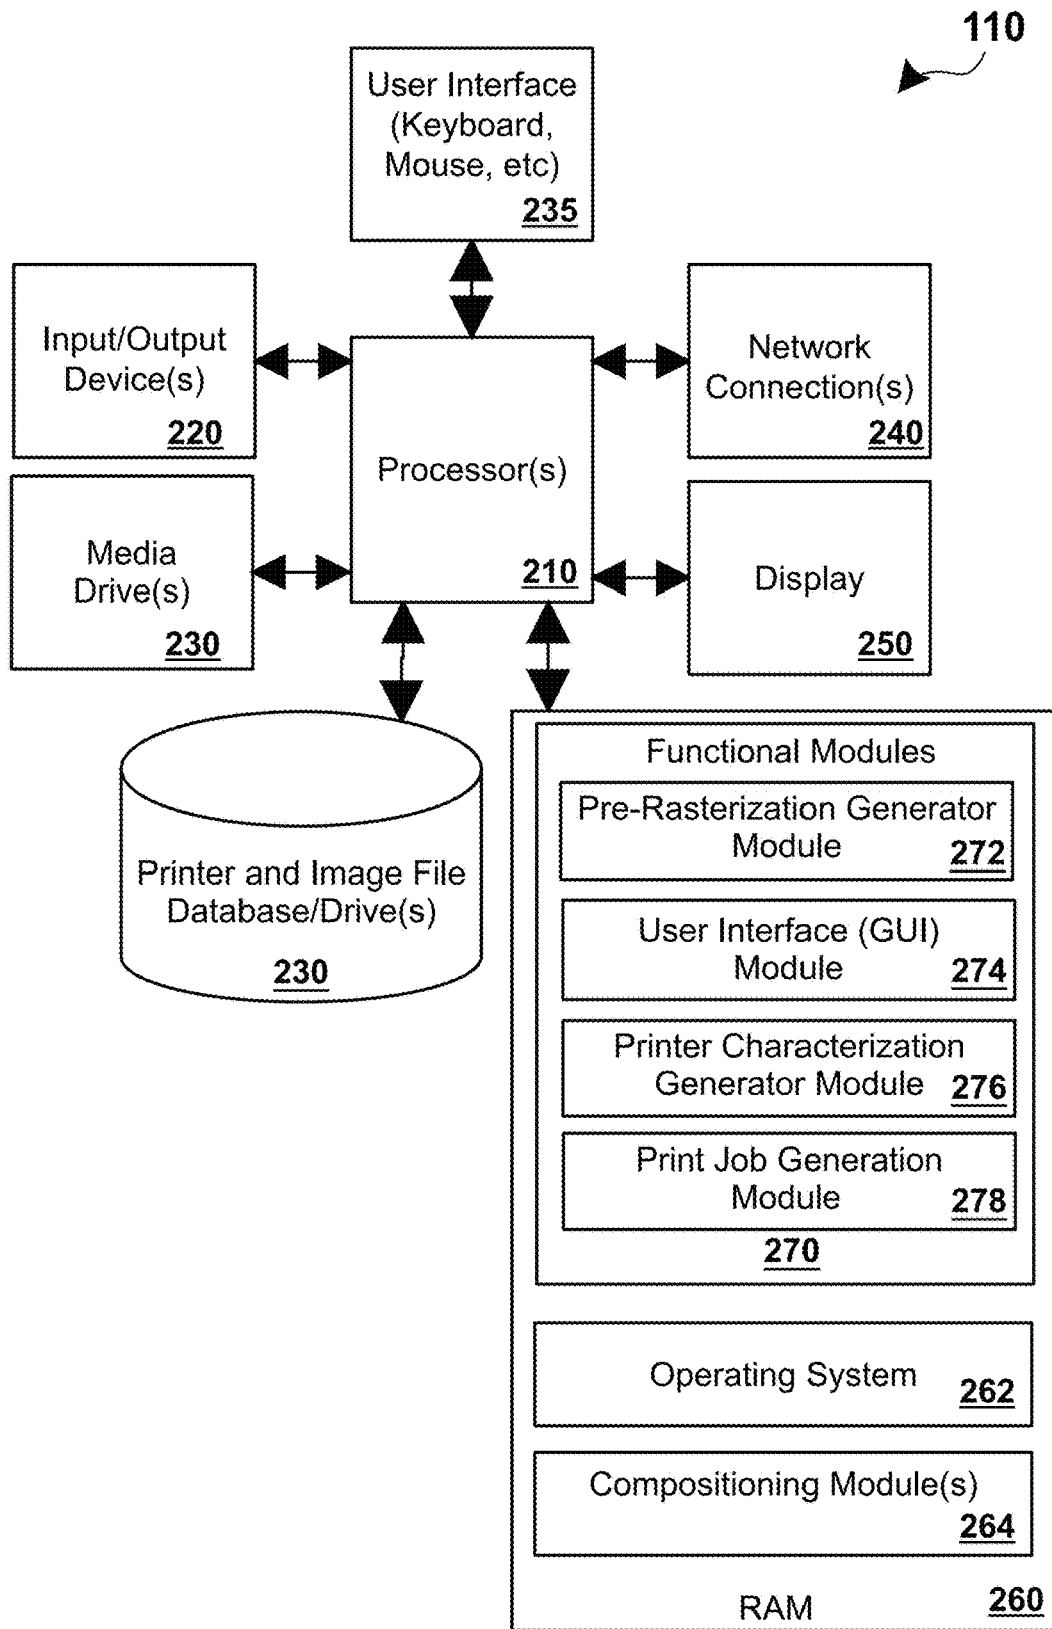 110
User Interface
(Keyboard,
Mouse, etc)
235
Input/Output
Device(s)
220
Network
Connection(s)
240
Processor(s)
210
Media
Drive(s)
230
Display
250
Printer and Image File
Database/Drive(s)
230
Functional Modules
Pre-Rasterization Generator
Module
272
User Interface (GUI)
Module
274
Printer Characterization
Generator Module
276
Print Job Generation
Module
278
270
Operating System
262
Compositioning Module(s)
264
RAM
260